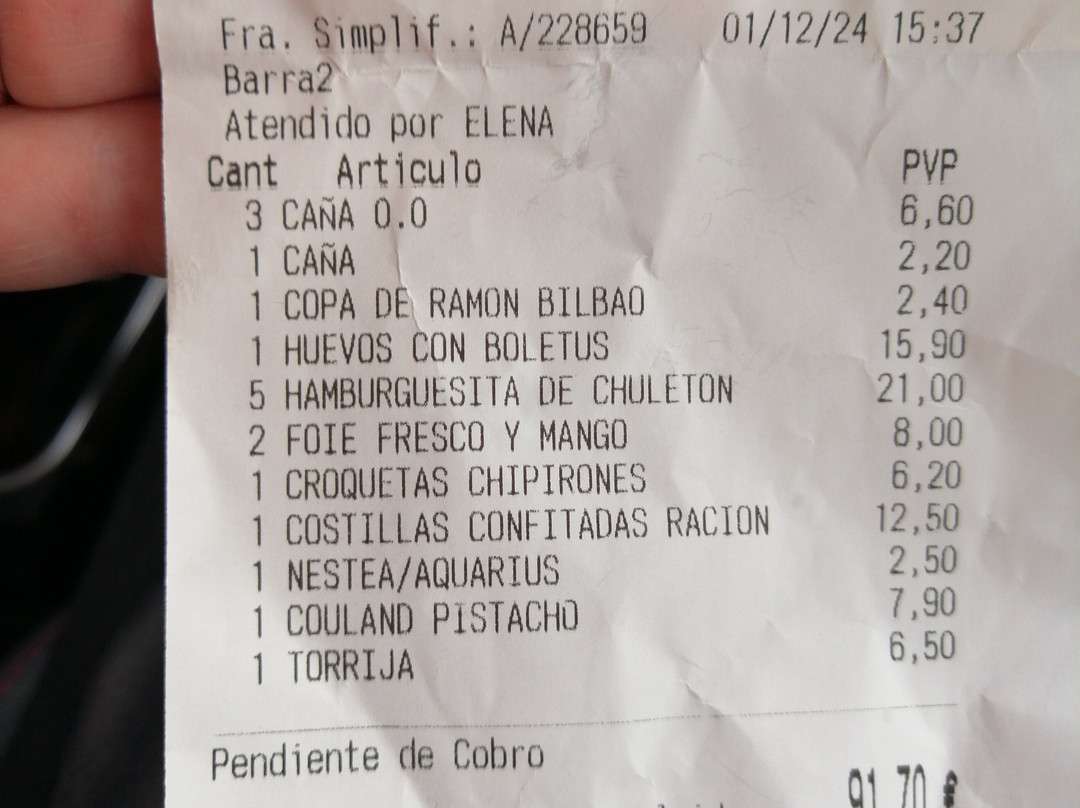 Fra. Simplif.: A/228659 01/12/24 15:37
Barra2
Atendido por ELENA
Cant Articulo PVP
3 CAÑA 0.0 6,60
1 CAÑA 2,20
1 COPA DE RAMON BILBAO 2,40
1 HUEVOS CON BOLETUS 15,90
5 HAMBURGUESITA DE CHULETON 21,00
2 FOIE FRESCO Y MANGO 8,00
1 CROQUETAS CHIPIRONES 6,20
1 COSTILLAS CONFITADAS RACION 12,50
1 NESTEA/AQUARIUS 2,50
1 COULAND PISTACHO 7,90
1 TORRIJA 6,50
Pendiente de Cobro
91,70 €